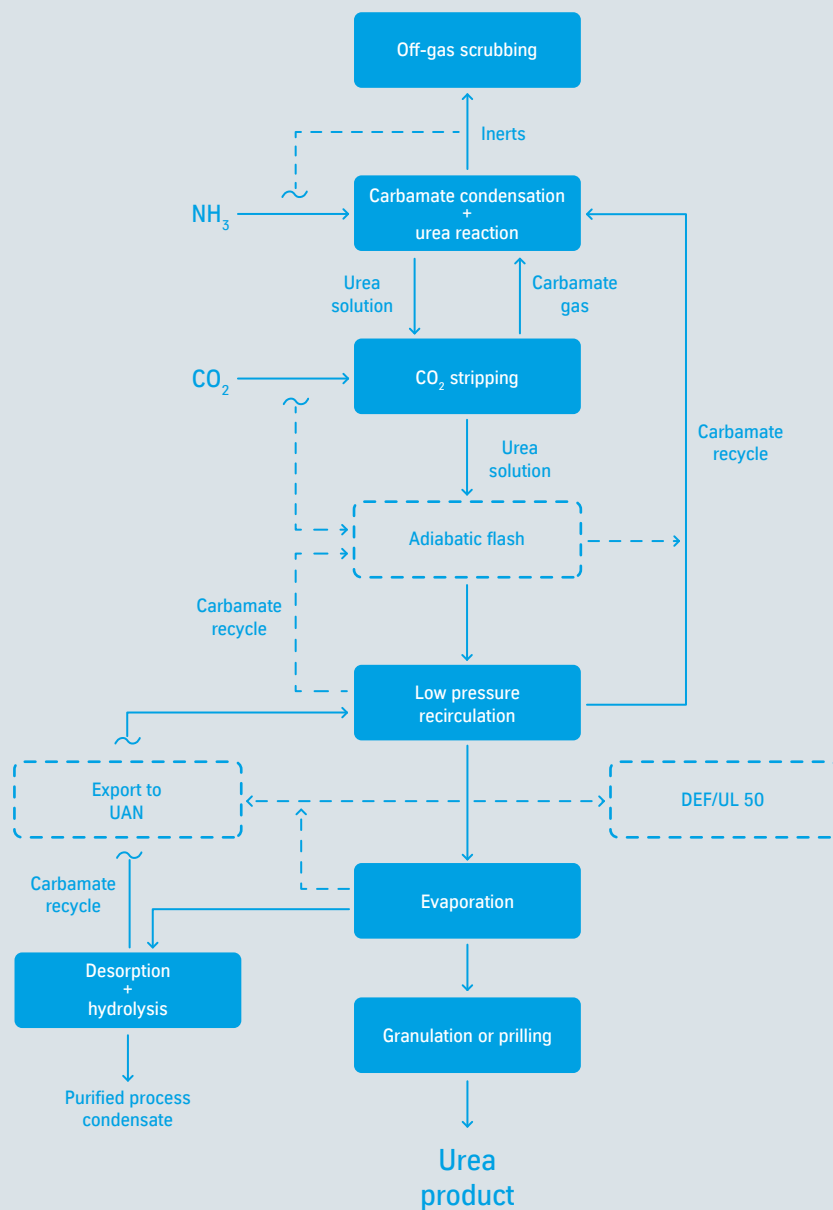 Off-gas scrubbing
Inerts
NH₃
Carbamate condensation
+
urea reaction
Urea
solution
Carbamate
gas
CO₂
CO₂ stripping
Carbamate
recycle
Urea
solution
Adiabatic flash
Carbamate
recycle
Low pressure
recirculation
Export to
UAN
DEF/UL 50
Carbamate
recycle
Evaporation
Desorption
+
hydrolysis
Granulation or prilling
Purified process
condensate
Urea
product